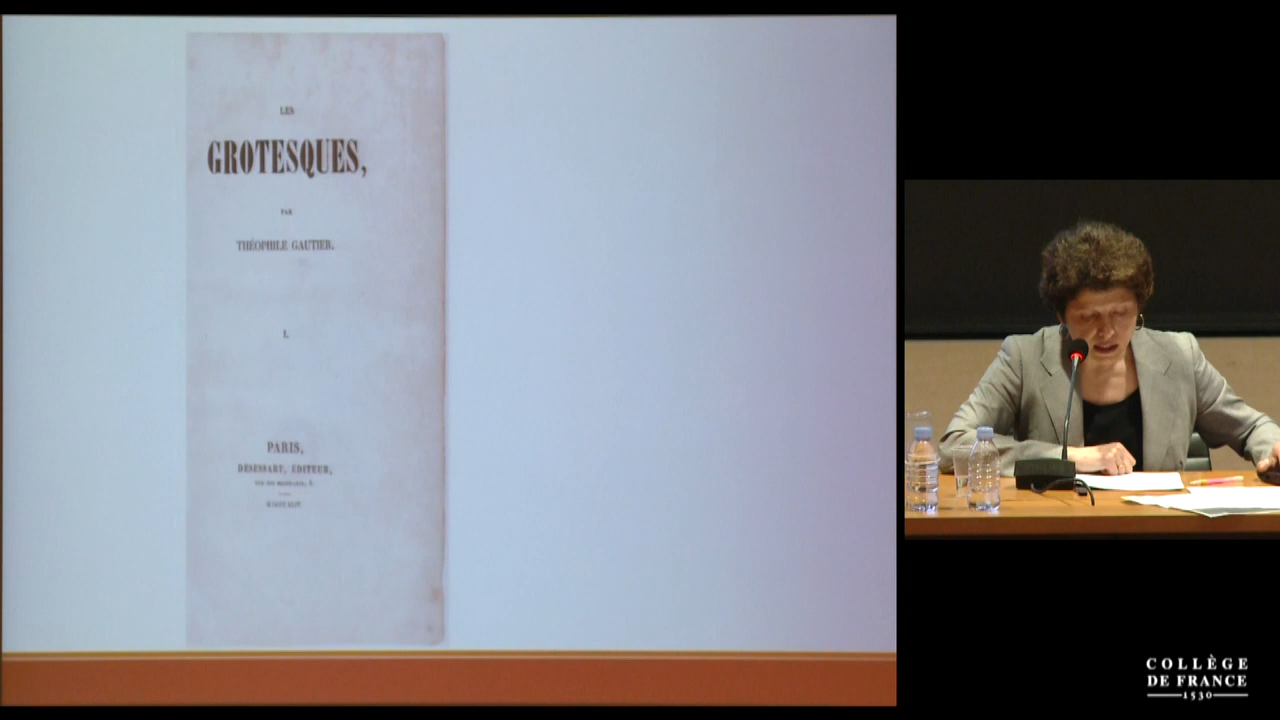 LES
GROTESQUES,
PAR
THÉOPHILE GAUTIER.
I.
PARIS,
DESESSART, ÉDITEUR,
COLLÈGE
DE FRANCE
1530